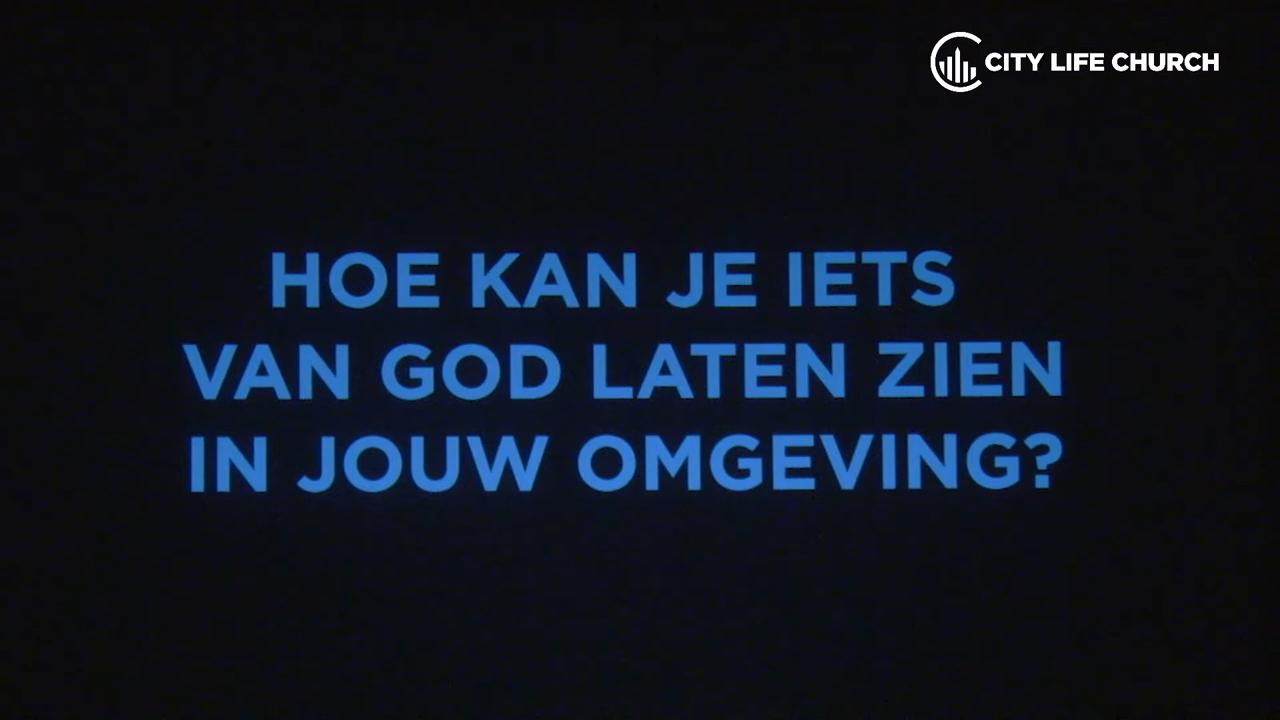 CITY LIFE CHURCH
HOE KAN JE IETS
VAN GOD LATEN ZIEN
IN JOUW OMGEVING?